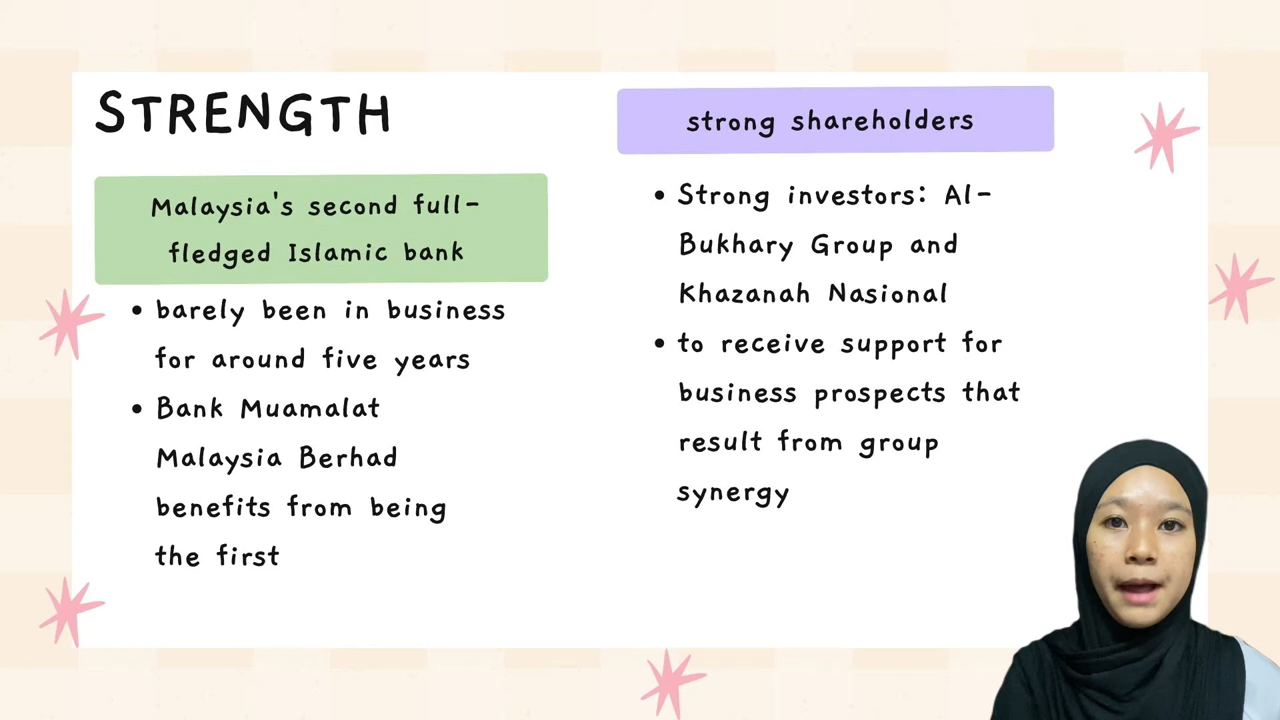 STRENGTH
Malaysia's second full-
fledged Islamic bank
• barely been in business
for around five years
• Bank Muamalat
Malaysia Berhad
benefits from being
the first
strong shareholders
• Strong investors: Al-
Bukhary Group and
Khazanah Nasional
• to receive support for
business prospects that
result from group
synergy